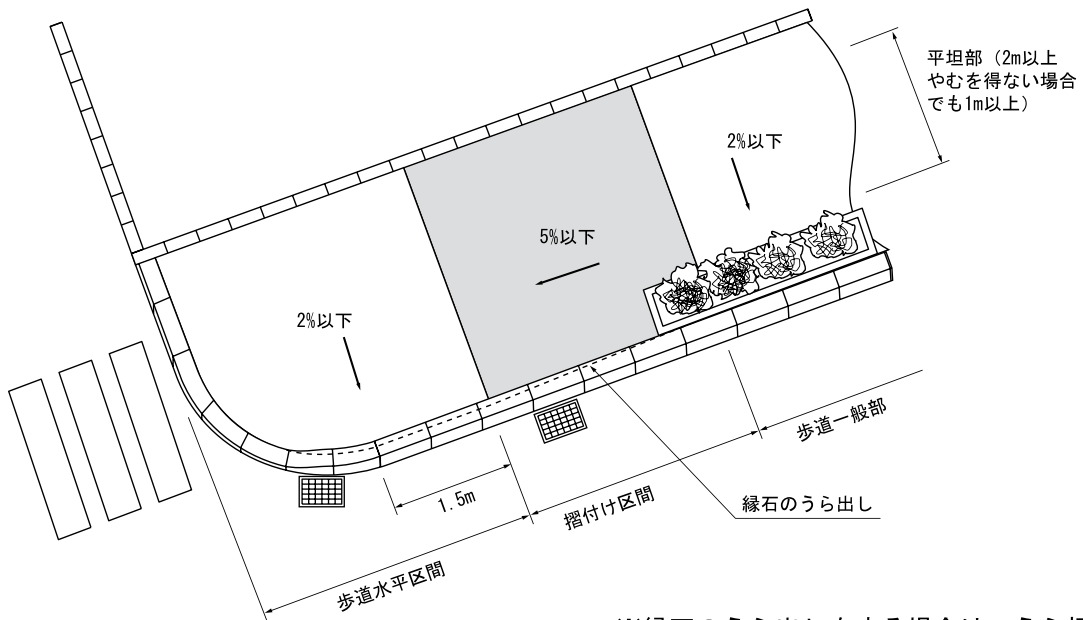 平坦部（2m以上
やむを得ない場合
でも1m以上）
2%以下
5%以下
2%以下
歩道一般部
1.5m
摺付け区間
縁石のうら出し
歩道水平区間